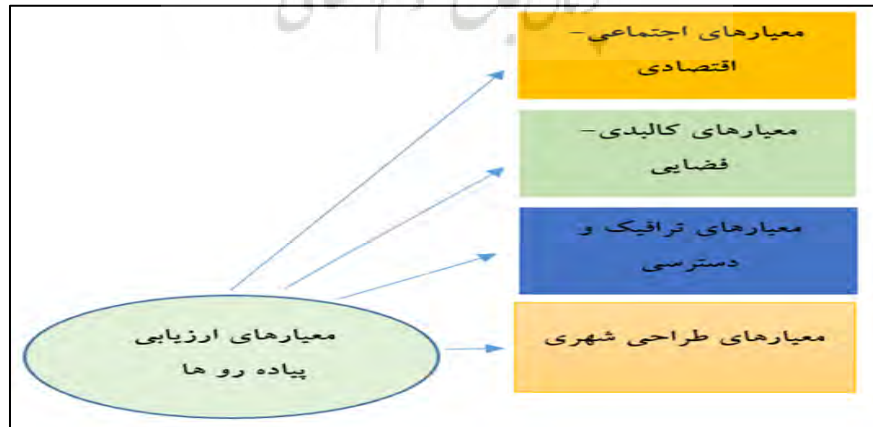 معیارهای اجتماعی-
اقتصادی
معیارهای کالبدی-
فضایی
معیارهای ترافیک و
دسترسی
معیارهای طراحی شهری
معیارهای ارزیابی
پیاده رو ها